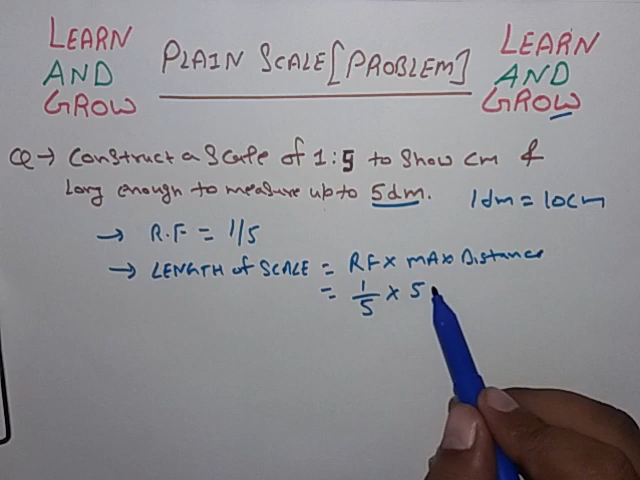 LEARN AND GROW
PLAIN SCALE [PROBLEM]
LEARN AND GROW
Q → Construct a Scale of 1:5 to Show cm &
long enough to measure up to 5dm. 1dm = 10cm
→ R.F = 1/5
→ LENGTH of SCALE = RF × MAX Distance
= 1/5 × 5